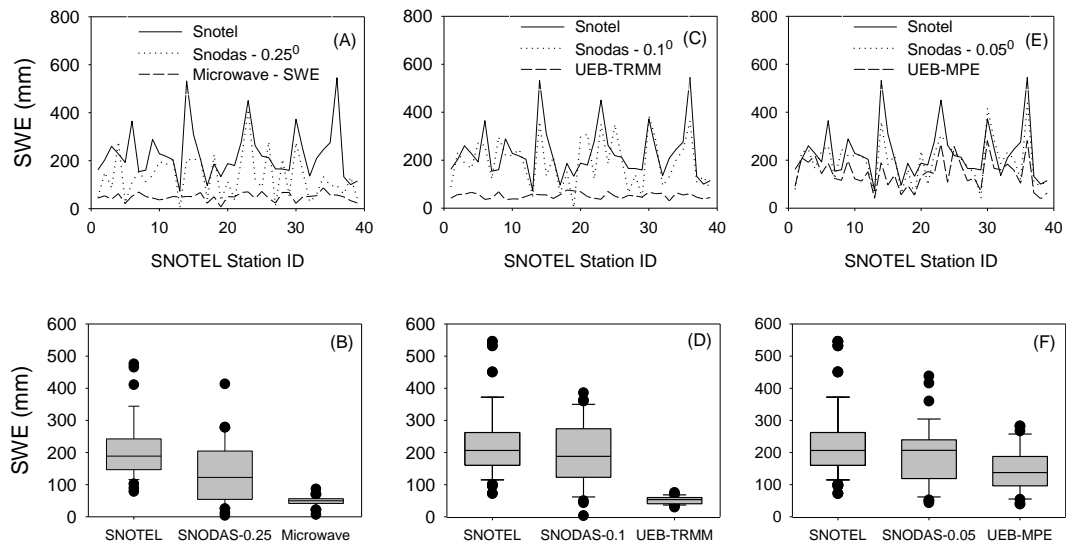 SWE (mm)
800
600
400
200
0
Snotel
Snodas - 0.25⁰
Microwave - SWE
(A)
0 10 20 30 40
SNOTEL Station ID
800
600
400
200
0
Snotel
Snodas - 0.1⁰
UEB-TRMM
(C)
0 10 20 30 40
SNOTEL Station ID
800
600
400
200
0
Snotel
Snodas - 0.05⁰
UEB-MPE
(E)
0 10 20 30 40
SNOTEL Station ID
SWE (mm)
600
500
400
300
200
100
0
(B)
SNOTEL SNODAS-0.25 Microwave
600
500
400
300
200
100
0
(D)
SNOTEL SNODAS-0.1 UEB-TRMM
600
500
400
300
200
100
0
(F)
SNOTEL SNODAS-0.05 UEB-MPE